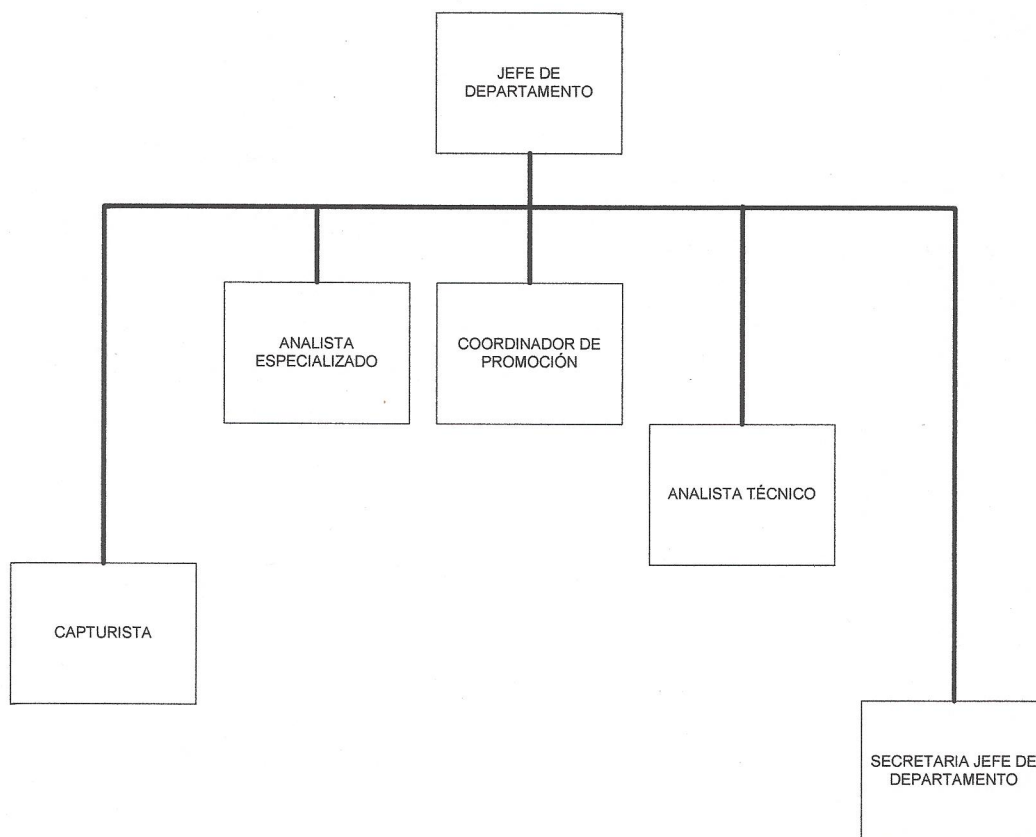 JEFE DE
DEPARTAMENTO
ANALISTA
ESPECIALIZADO
COORDINADOR DE
PROMOCIÓN
ANALISTA TÉCNICO
CAPTURISTA
SECRETARIA JEFE DE
DEPARTAMENTO